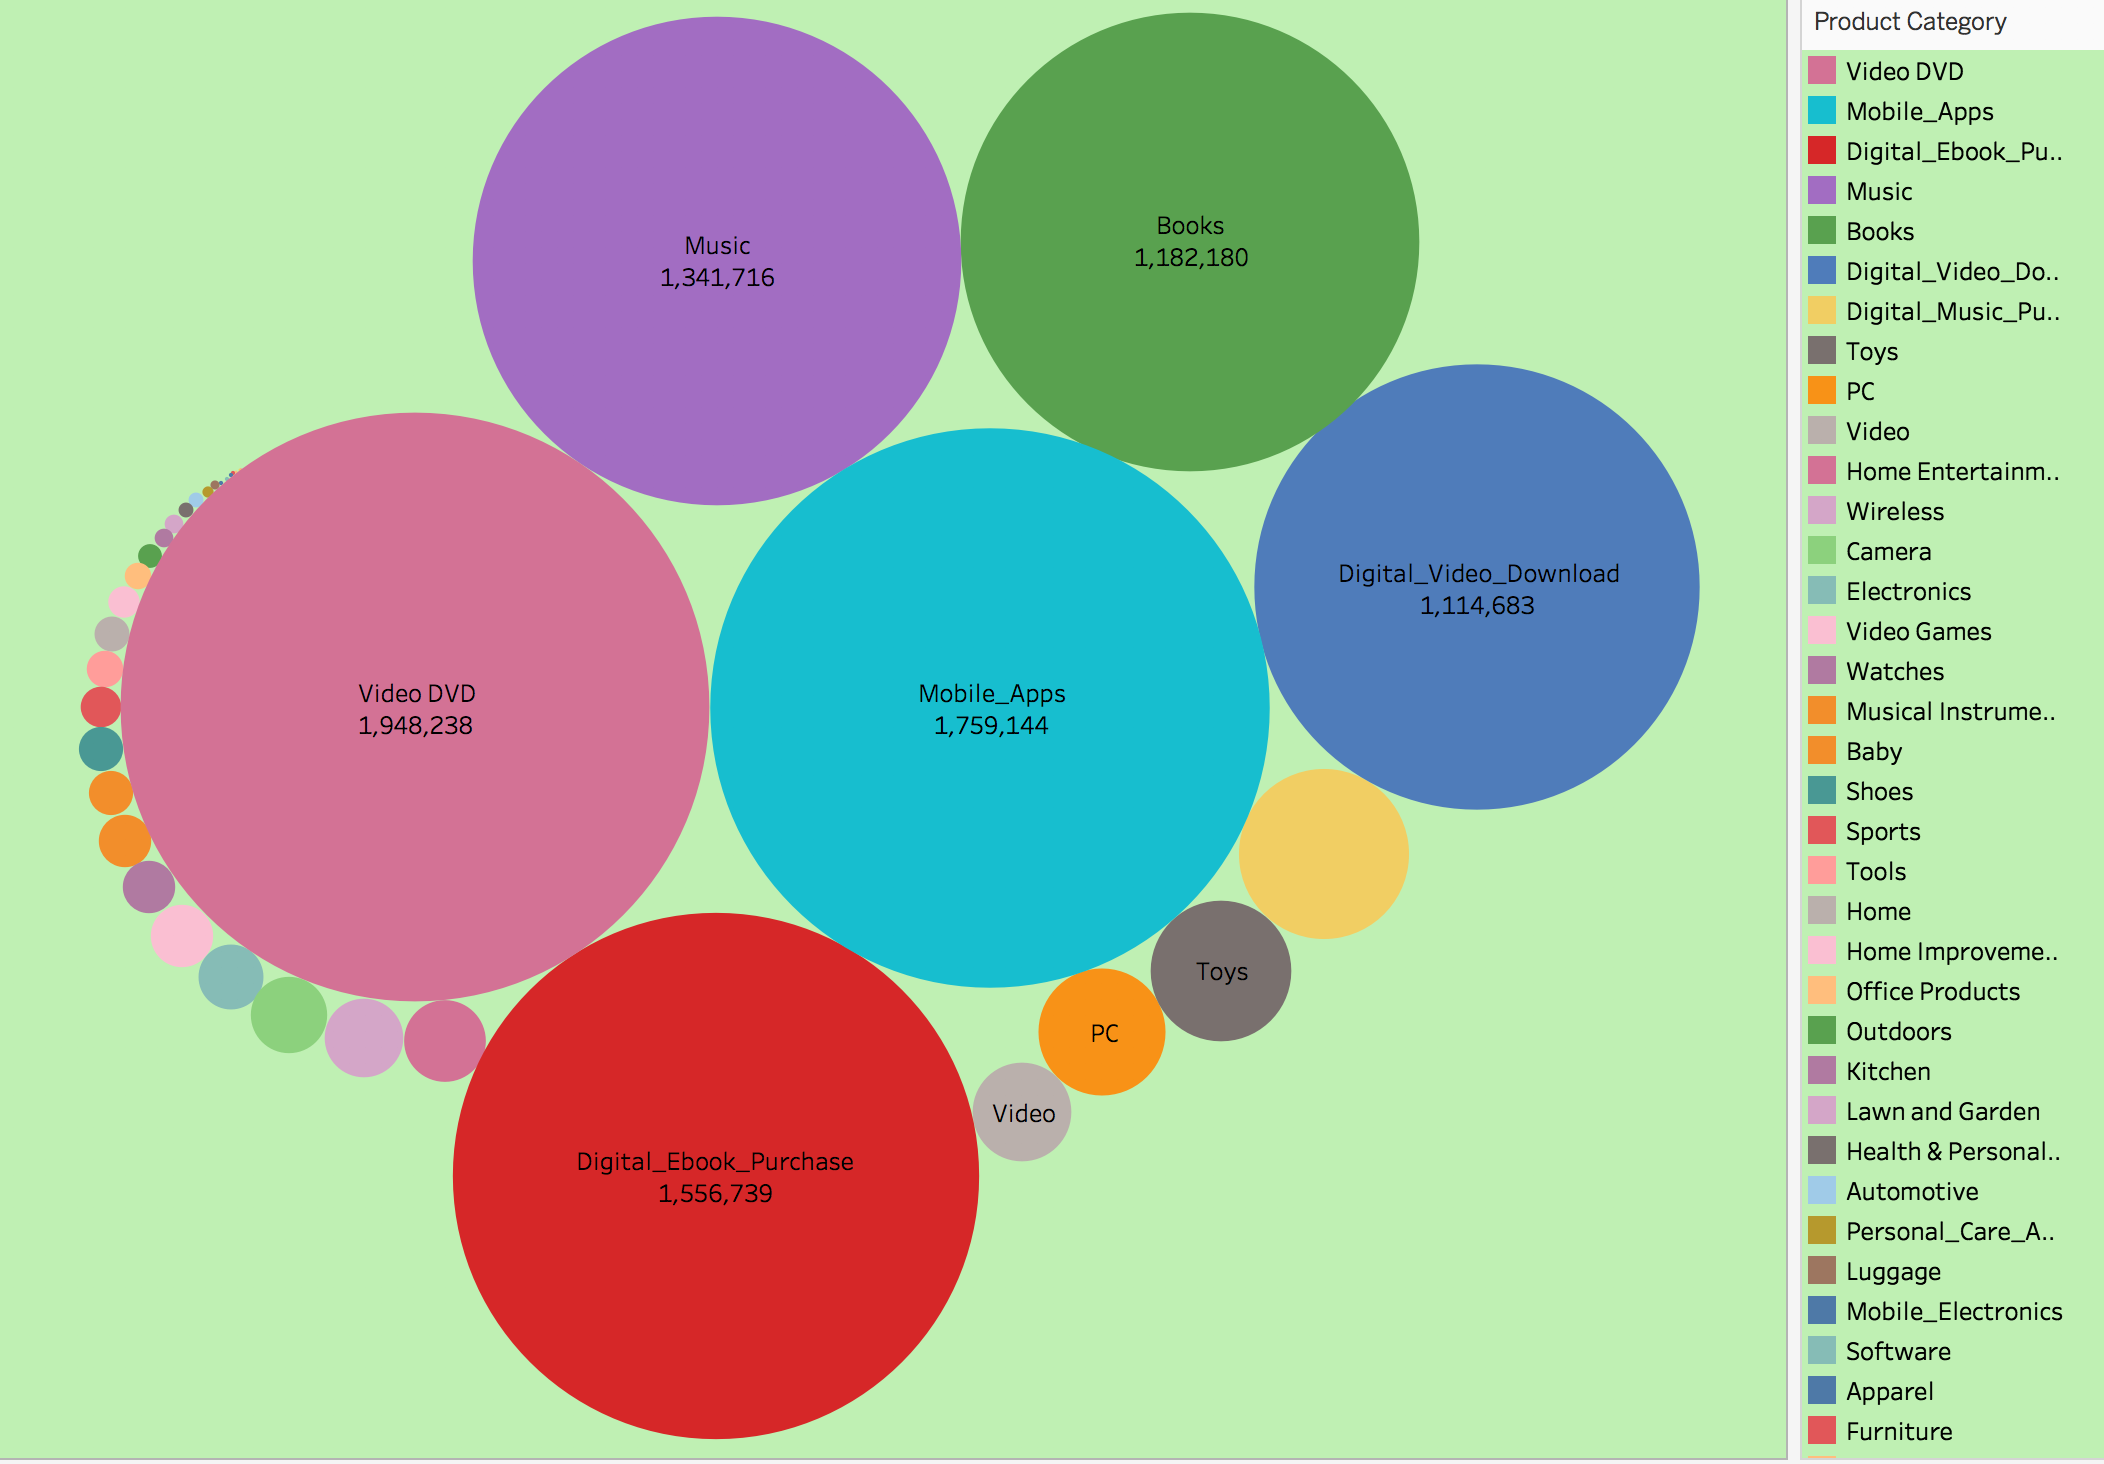 Music
1,341,716
Books
1,182,180
Digital_Video_Download
1,114,683
Video DVD
1,948,238
Mobile_Apps
1,759,144
Toys
PC
Video
Digital_Ebook_Purchase
1,556,739
Product Category
Video DVD
Mobile_Apps
Digital_Ebook_Pu..
Music
Books
Digital_Video_Do..
Digital_Music_Pu..
Toys
PC
Video
Home Entertainm..
Wireless
Camera
Electronics
Video Games
Watches
Musical Instrume..
Baby
Shoes
Sports
Tools
Home
Home Improveme..
Office Products
Outdoors
Kitchen
Lawn and Garden
Health & Personal..
Automotive
Personal_Care_A..
Luggage
Mobile_Electronics
Software
Apparel
Furniture